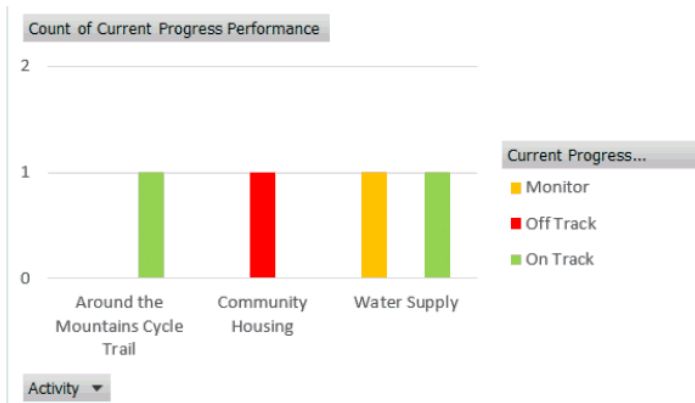 Count of Current Progress Performance
2
1
0
Around the
Mountains Cycle
Trail
Community
Housing
Water Supply
Current Progress...
Monitor
Off Track
On Track
Activity